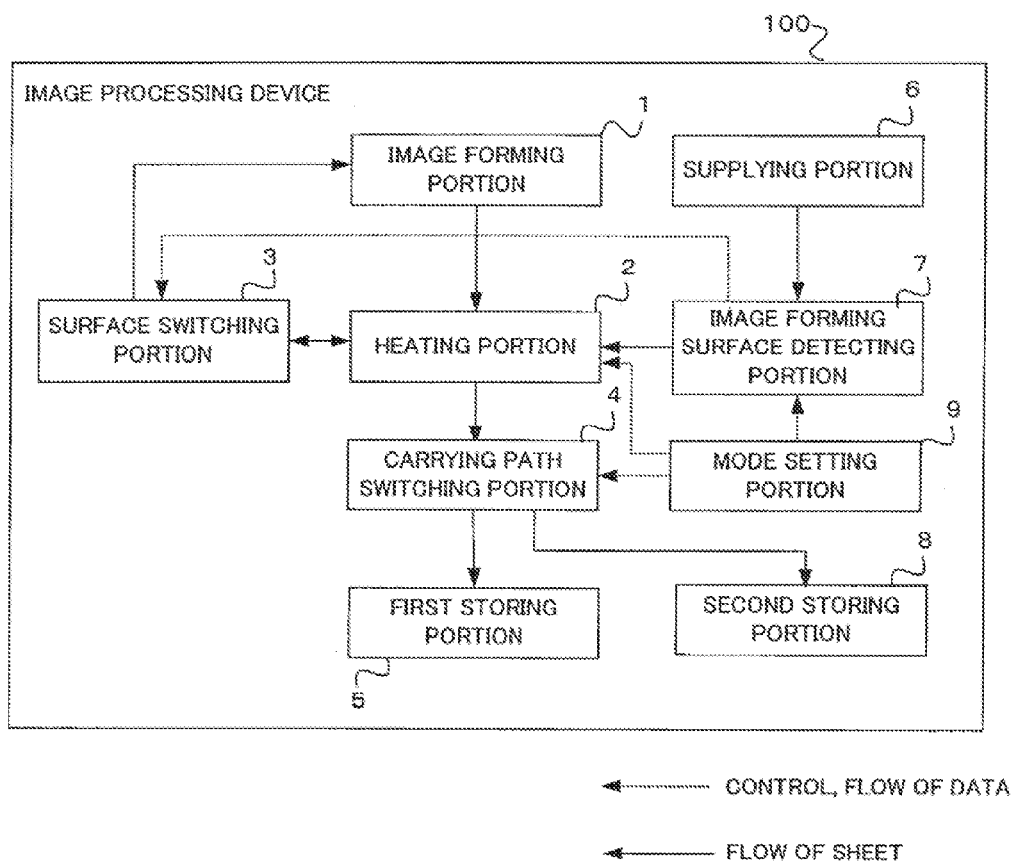 100
IMAGE PROCESSING DEVICE
1
IMAGE FORMING
PORTION
6
SUPPLYING PORTION
3
SURFACE SWITCHING
PORTION
2
HEATING PORTION
7
IMAGE FORMING
SURFACE DETECTING
PORTION
4
CARRYING PATH
SWITCHING PORTION
9
MODE SETTING
PORTION
FIRST STORING
PORTION
5
8
SECOND STORING
PORTION
CONTROL, FLOW OF DATA
FLOW OF SHEET